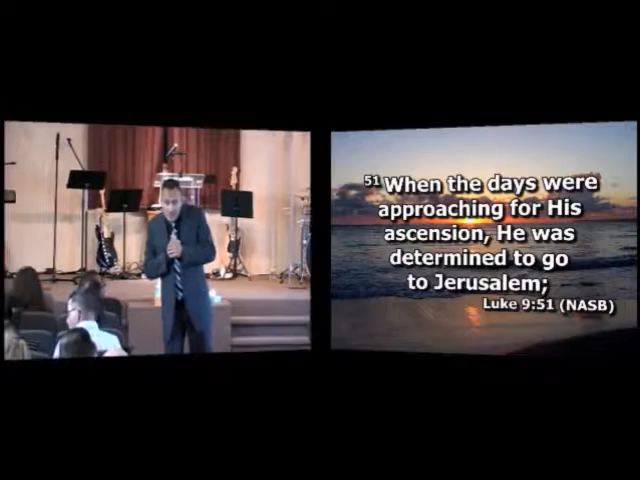 51 When the days were
approaching for His
ascension, He was
determined to go
to Jerusalem;
Luke 9:51 (NASB)